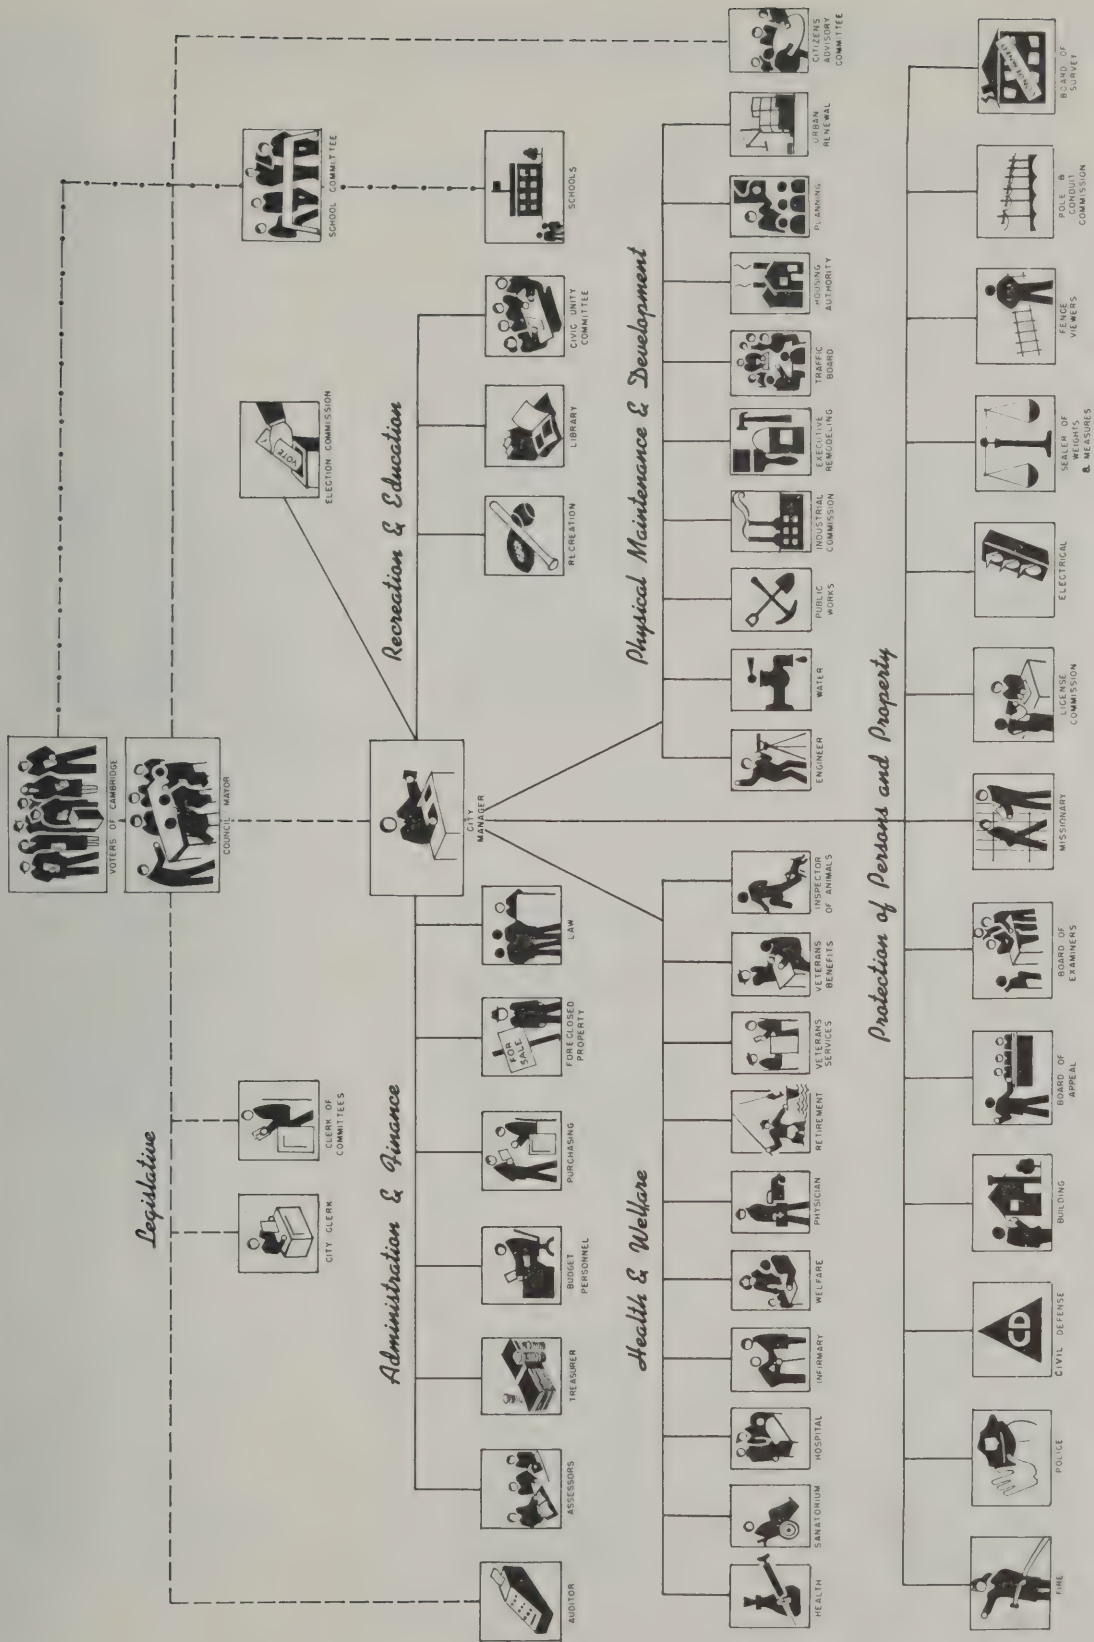 VOTERS OF CAMBRIDGE
COUNCIL MAYOR
Legislative
CITY CLERK
CLERK OF
COMMITTEES
ELECTION COMMISSION
SCHOOL COMMITTEE
CITY
MANAGER
Administration & Finance
AUDITOR
ASSESSORS
TREASURER
BUDGET
PERSONNEL
PURCHASING
FOR
SALE
FORECLOSED
PROPERTY
LAW
Recreation & Education
RECREATION
LIBRARY
CIVIC UNITY
COMMITTEE
SCHOOLS
VOTE
Health & Welfare
HEALTH
SANATORIUM
HOSPITAL
INFIRMARY
WELFARE
PHYSICIAN
RETIREMENT
VETERANS
SERVICES
VETERANS
BENEFITS
INSPECTOR
OF ANIMALS
Physical Maintenance & Development
ENGINEER
WATER
PUBLIC
WORKS
INDUSTRIAL
COMMISSION
EXECUTIVE
REMODELING
TRAFFIC
BOARD
HOUSING
AUTHORITY
PLANNING
URBAN
RENEWAL
CITIZENS
ADVISORY
COMMITTEE
Protection of Persons and Property
FIRE
POLICE
CD
CIVIL DEFENSE
BUILDING
BOARD OF
APPEAL
BOARD OF
EXAMINERS
MISSIONARY
LICENSE
COMMISSION
ELECTRICAL
SEALER OF
WEIGHTS
& MEASURES
FENCE
VIEWERS
POLE &
CONDUIT
COMMISSION
CONDEMNED
BOARD OF
SURVEY